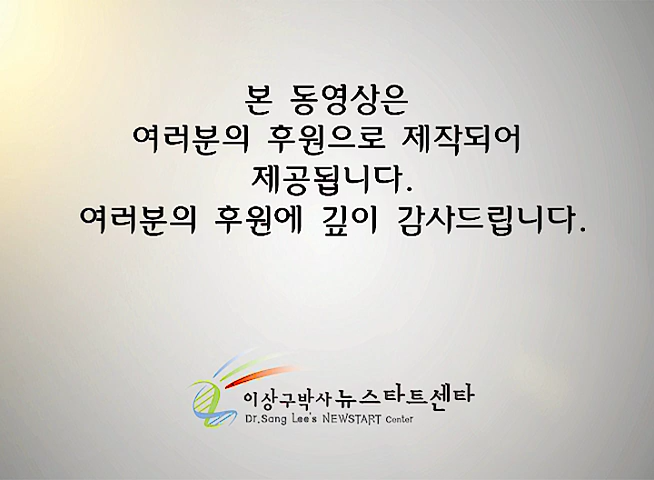 본 동영상은
여러분의 후원으로 제작되어
제공됩니다.
여러분의 후원에 깊이 감사드립니다.
이상구박사 뉴스타트센타
Dr.Sang Lee's NEWSTART Center